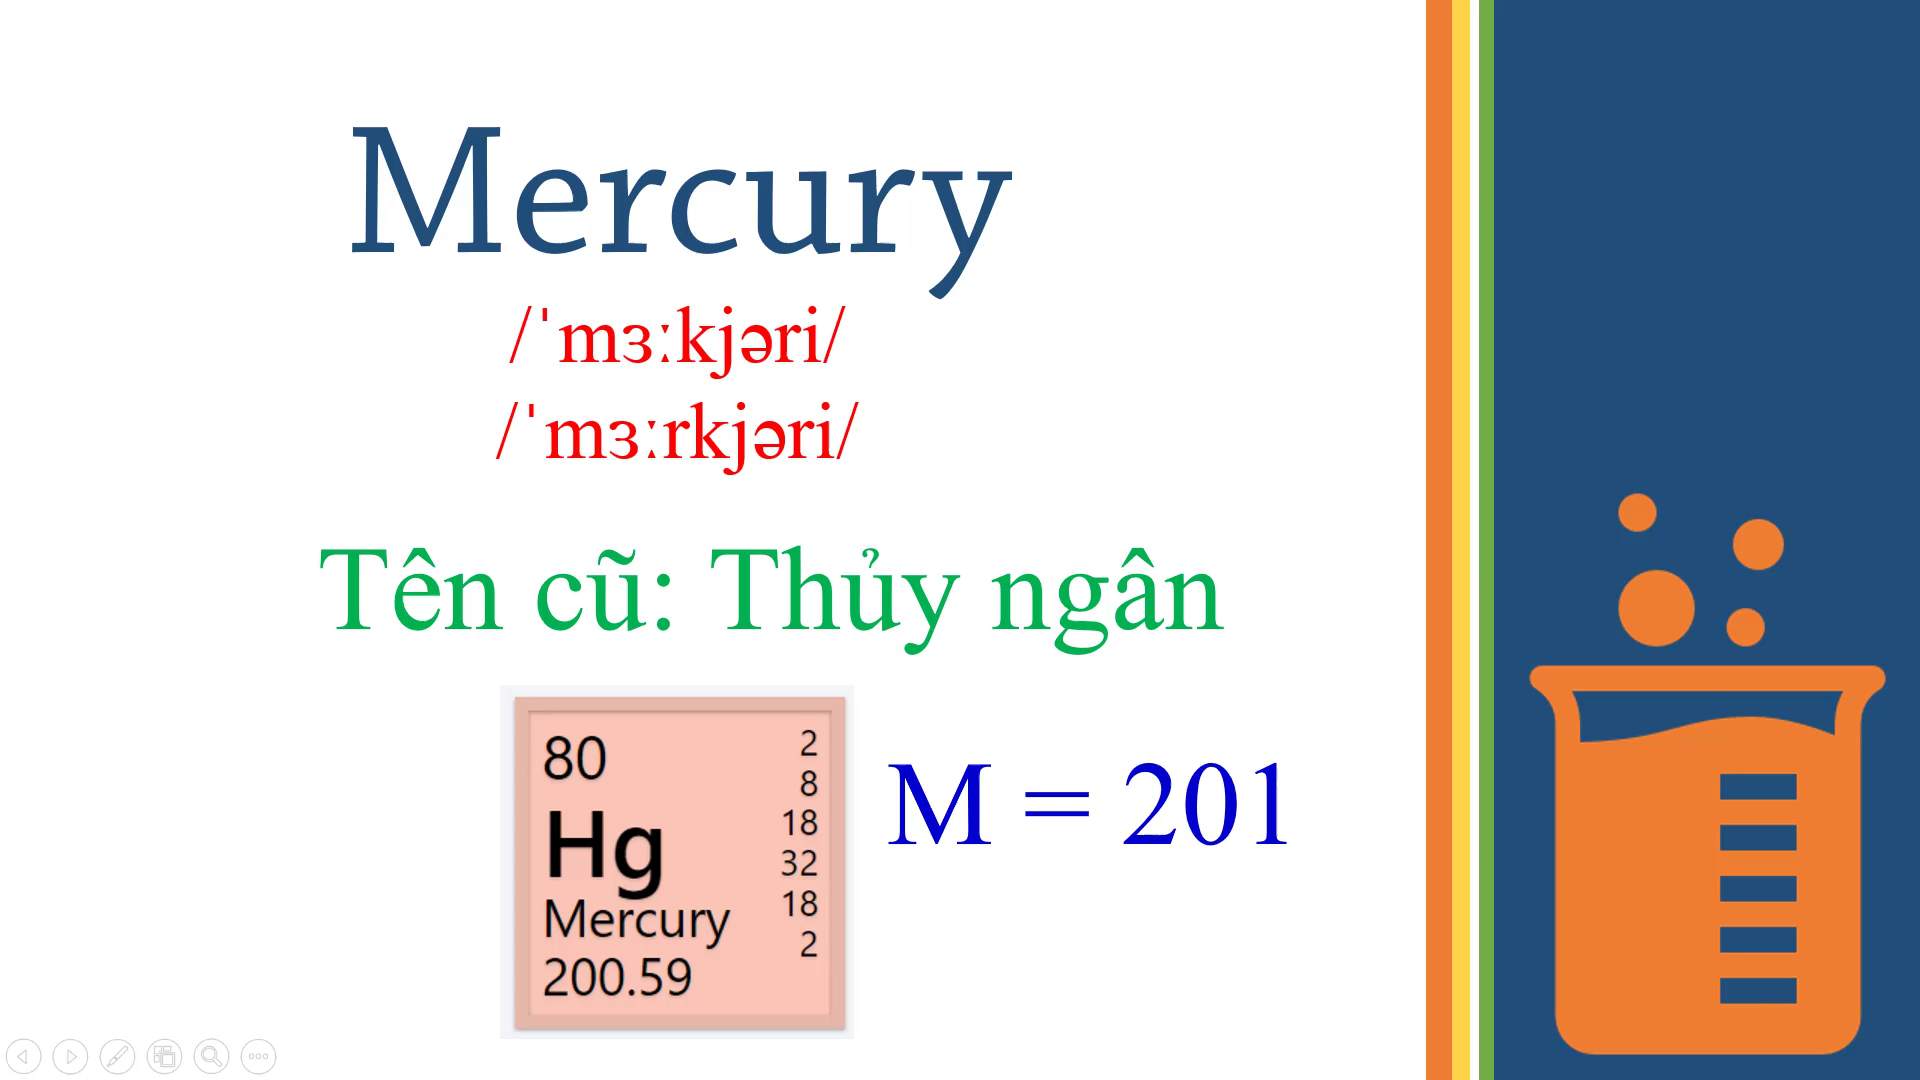 Mercury
/ˈmɜːkjəri/
/ˈmɜːrkjəri/
Tên cũ: Thủy ngân
80
Hg
Mercury
200.59
2
8
18
32
18
2
M = 201